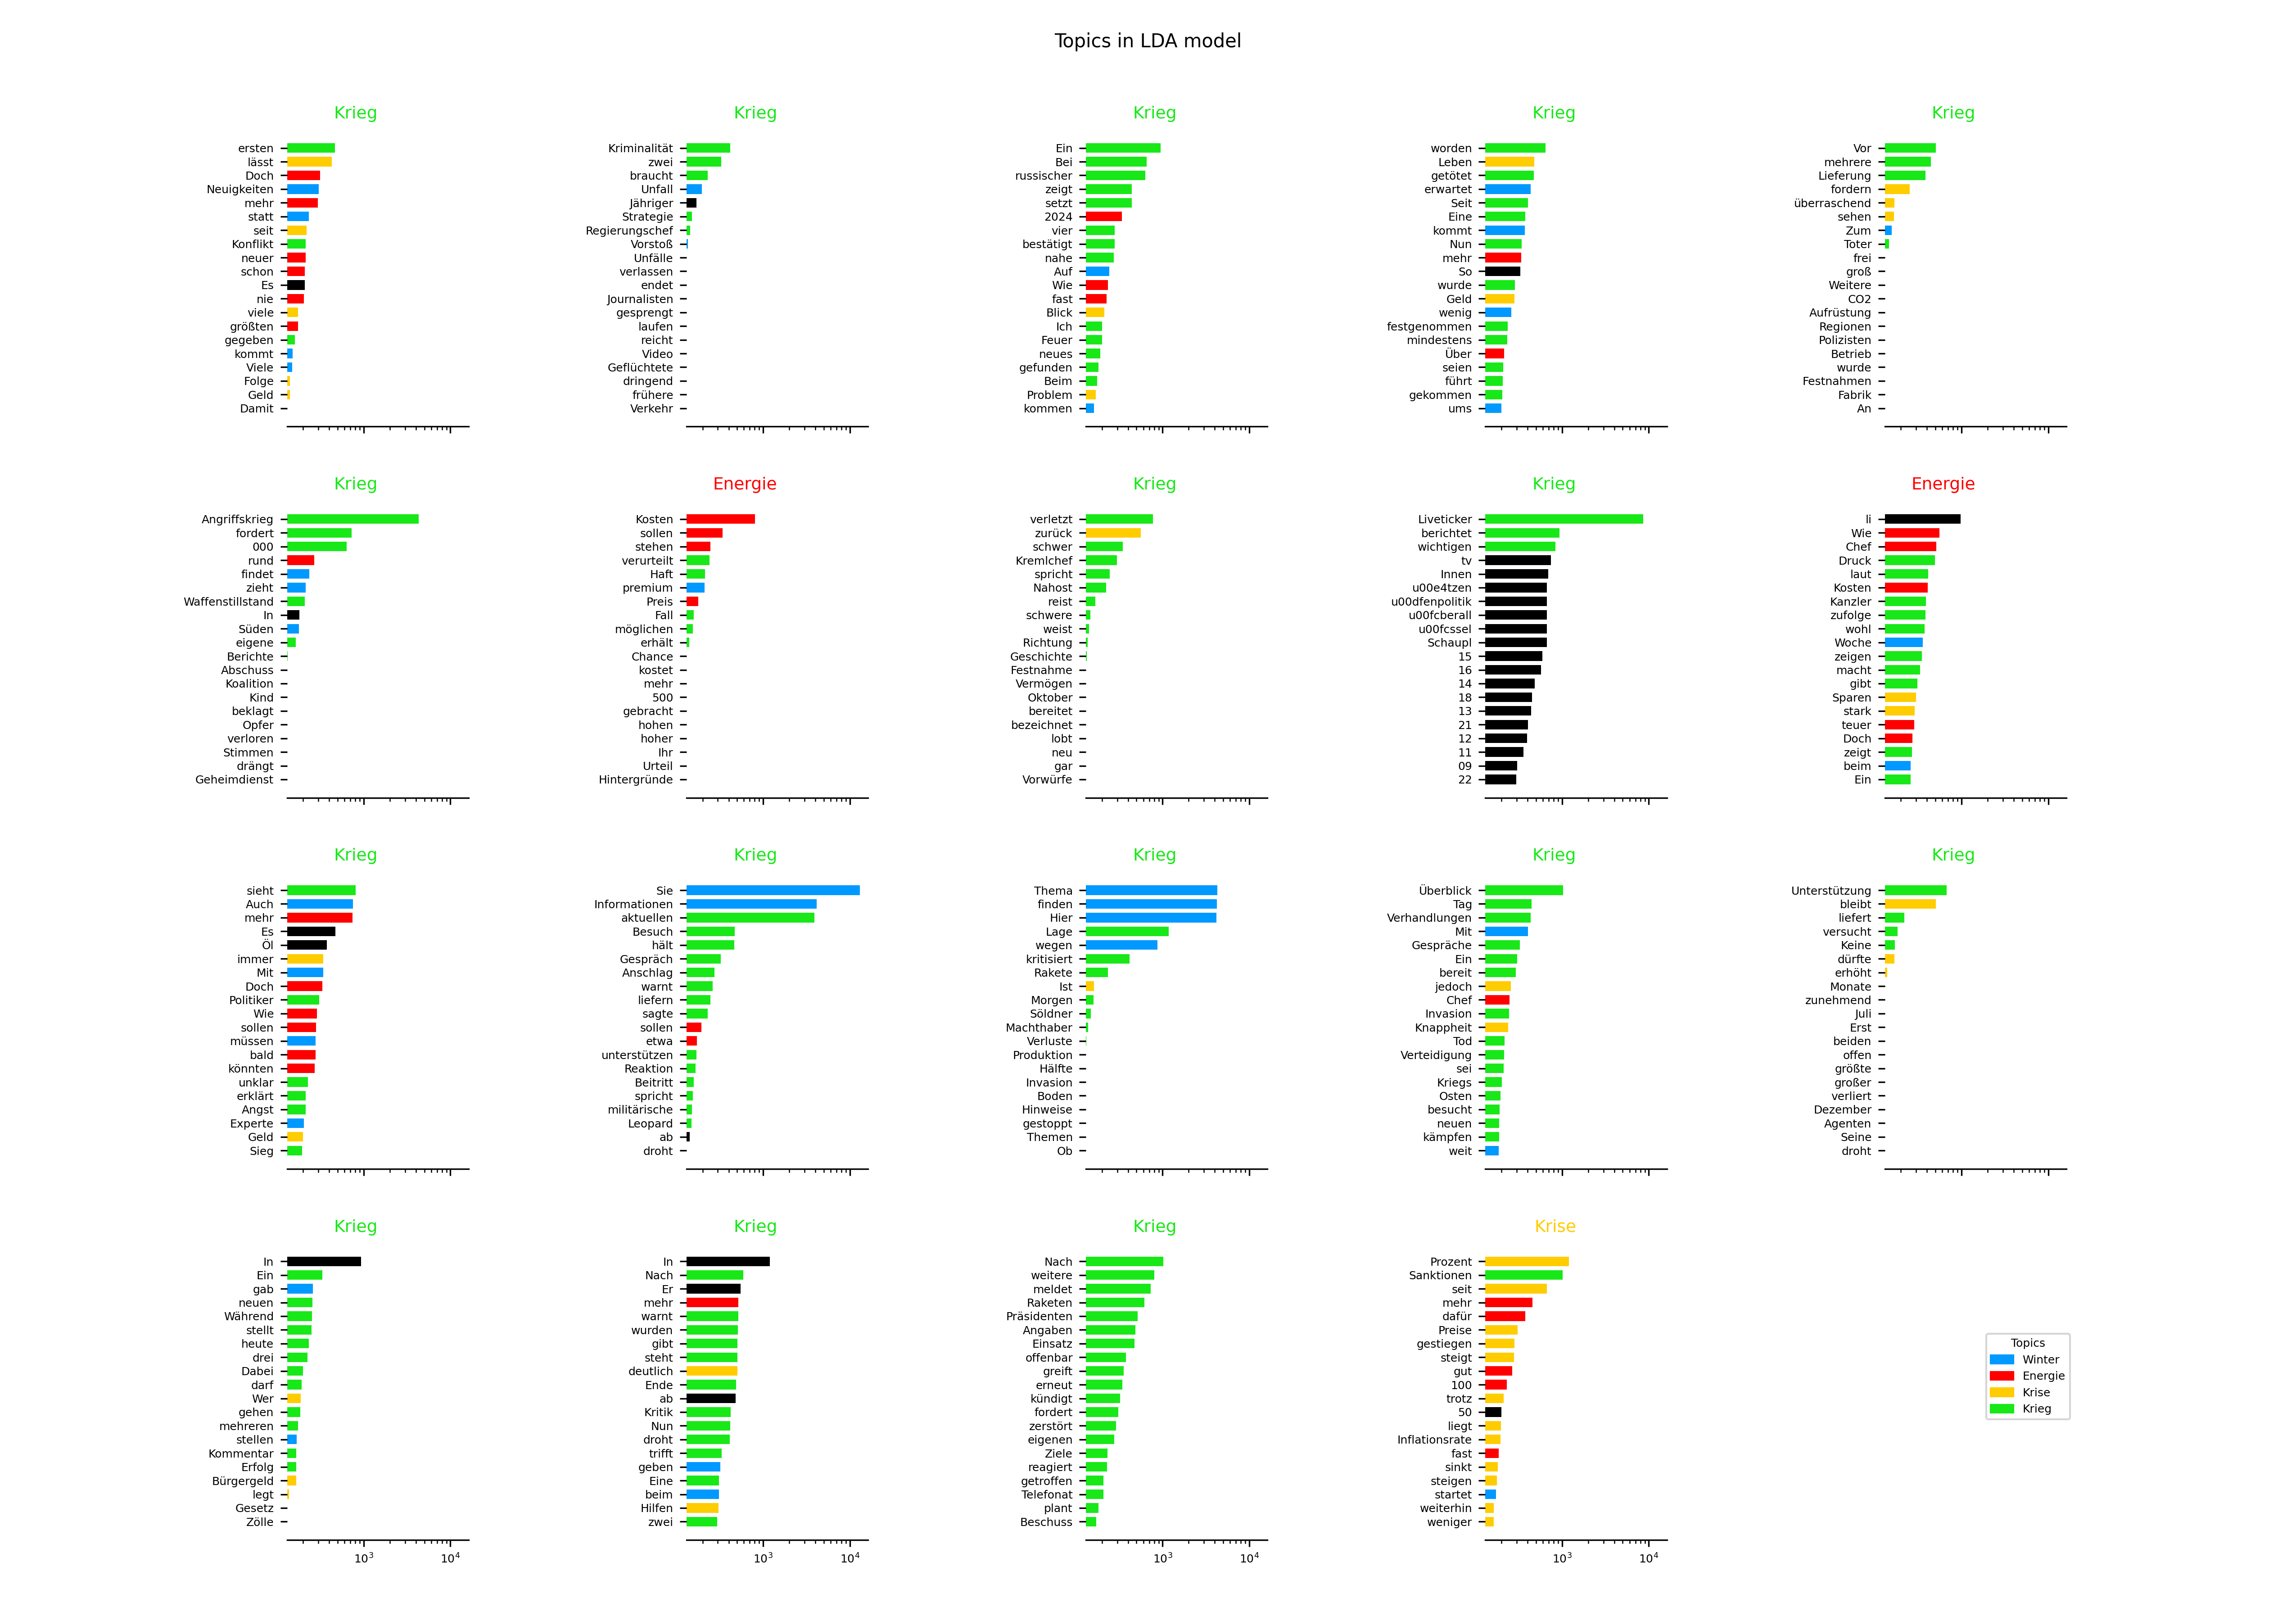 Topics in LDA model
Krieg
ersten
lässt
Doch
Neuigkeiten
mehr
statt
seit
Konflikt
neuer
schon
Es
nie
viele
größten
gegeben
kommt
Viele
Folge
Geld
Damit
Krieg
Kriminalität
zwei
braucht
Unfall
Jähriger
Strategie
Regierungschef
Vorstoß
Unfälle
verlassen
endet
Journalisten
gesprengt
laufen
reicht
Video
Geflüchtete
dringend
frühere
Verkehr
Krieg
Ein
Bei
russischer
zeigt
setzt
2024
vier
bestätigt
nahe
Auf
Wie
fast
Blick
Ich
Feuer
neues
gefunden
Beim
Problem
kommen
Krieg
worden
Leben
getötet
erwartet
Seit
Eine
kommt
Nun
mehr
So
wurde
Geld
wenig
festgenommen
mindestens
Über
seien
führt
gekommen
ums
Krieg
Vor
mehrere
Lieferung
fordern
überraschend
sehen
Zum
Toter
frei
groß
Weitere
CO2
Aufrüstung
Regionen
Polizisten
Betrieb
wurde
Festnahmen
Fabrik
An
Krieg
Angriffskrieg
fordert
000
rund
findet
zieht
Waffenstillstand
In
Süden
eigene
Berichte
Abschuss
Koalition
Kind
beklagt
Opfer
verloren
Stimmen
drängt
Geheimdienst
Energie
Kosten
sollen
stehen
verurteilt
Haft
premium
Preis
Fall
möglichen
erhält
Chance
kostet
mehr
500
gebracht
hohen
hoher
Ihr
Urteil
Hintergründe
Krieg
verletzt
zurück
schwer
Kremlchef
spricht
Nahost
reist
schwere
weist
Richtung
Geschichte
Festnahme
Vermögen
Oktober
bereitet
bezeichnet
lobt
neu
gar
Vorwürfe
Krieg
Liveticker
berichtet
wichtigen
tv
Innen
u00e4tzen
u00dfenpolitik
u00fcberall
u00fcssel
Schaupl
15
16
14
18
13
21
12
11
09
22
Energie
li
Wie
Chef
Druck
laut
Kosten
Kanzler
zufolge
wohl
Woche
zeigen
macht
gibt
Sparen
stark
teuer
Doch
zeigt
beim
Ein
Krieg
sieht
Auch
mehr
Es
Öl
immer
Mit
Doch
Politiker
Wie
sollen
müssen
bald
könnten
unklar
erklärt
Angst
Experte
Geld
Sieg
Krieg
Sie
Informationen
aktuellen
Besuch
hält
Gespräch
Anschlag
warnt
liefern
sagte
sollen
etwa
unterstützen
Reaktion
Beitritt
spricht
militärische
Leopard
ab
droht
Krieg
Thema
finden
Hier
Lage
wegen
kritisiert
Rakete
Ist
Morgen
Söldner
Machthaber
Verluste
Produktion
Hälfte
Invasion
Boden
Hinweise
gestoppt
Themen
Ob
Krieg
Überblick
Tag
Verhandlungen
Mit
Gespräche
Ein
bereit
jedoch
Chef
Invasion
Knappheit
Tod
Verteidigung
sei
Kriegs
Osten
besucht
neuen
kämpfen
weit
Krieg
Unterstützung
bleibt
liefert
versucht
Keine
dürfte
erhöht
Monate
zunehmend
Juli
Erst
beiden
offen
größte
großer
verliert
Dezember
Agenten
Seine
droht
Krieg
In
Ein
gab
neuen
Während
stellt
heute
drei
Dabei
darf
Wer
gehen
mehreren
stellen
Kommentar
Erfolg
Bürgergeld
legt
Gesetz
Zölle
10³ 10⁴
Krieg
In
Nach
Er
mehr
warnt
wurden
gibt
steht
deutlich
Ende
ab
Kritik
Nun
droht
trifft
geben
Eine
beim
Hilfen
zwei
10³ 10⁴
Krieg
Nach
weitere
meldet
Raketen
Präsidenten
Angaben
Einsatz
offenbar
greift
erneut
kündigt
fordert
zerstört
eigenen
Ziele
reagiert
getroffen
Telefonat
plant
Beschuss
10³ 10⁴
Krise
Prozent
Sanktionen
seit
mehr
dafür
Preise
gestiegen
steigt
gut
100
trotz
50
liegt
Inflationsrate
fast
sinkt
steigen
startet
weiterhin
weniger
10³ 10⁴
Topics
Winter
Energie
Krise
Krieg